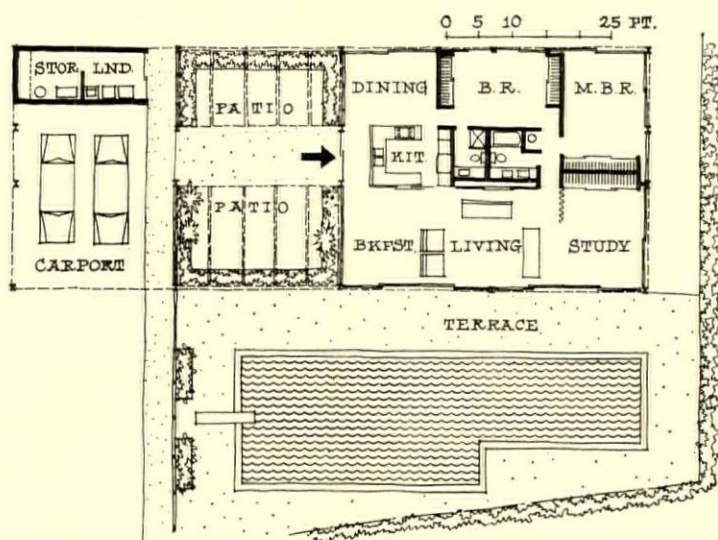 0 5 10 25 FT.
STOR. LND.
PATIO
DINING
B.R.
M.B.R.
KIT.
PATIO
CARPORT
BKFST.
LIVING
STUDY
TERRACE